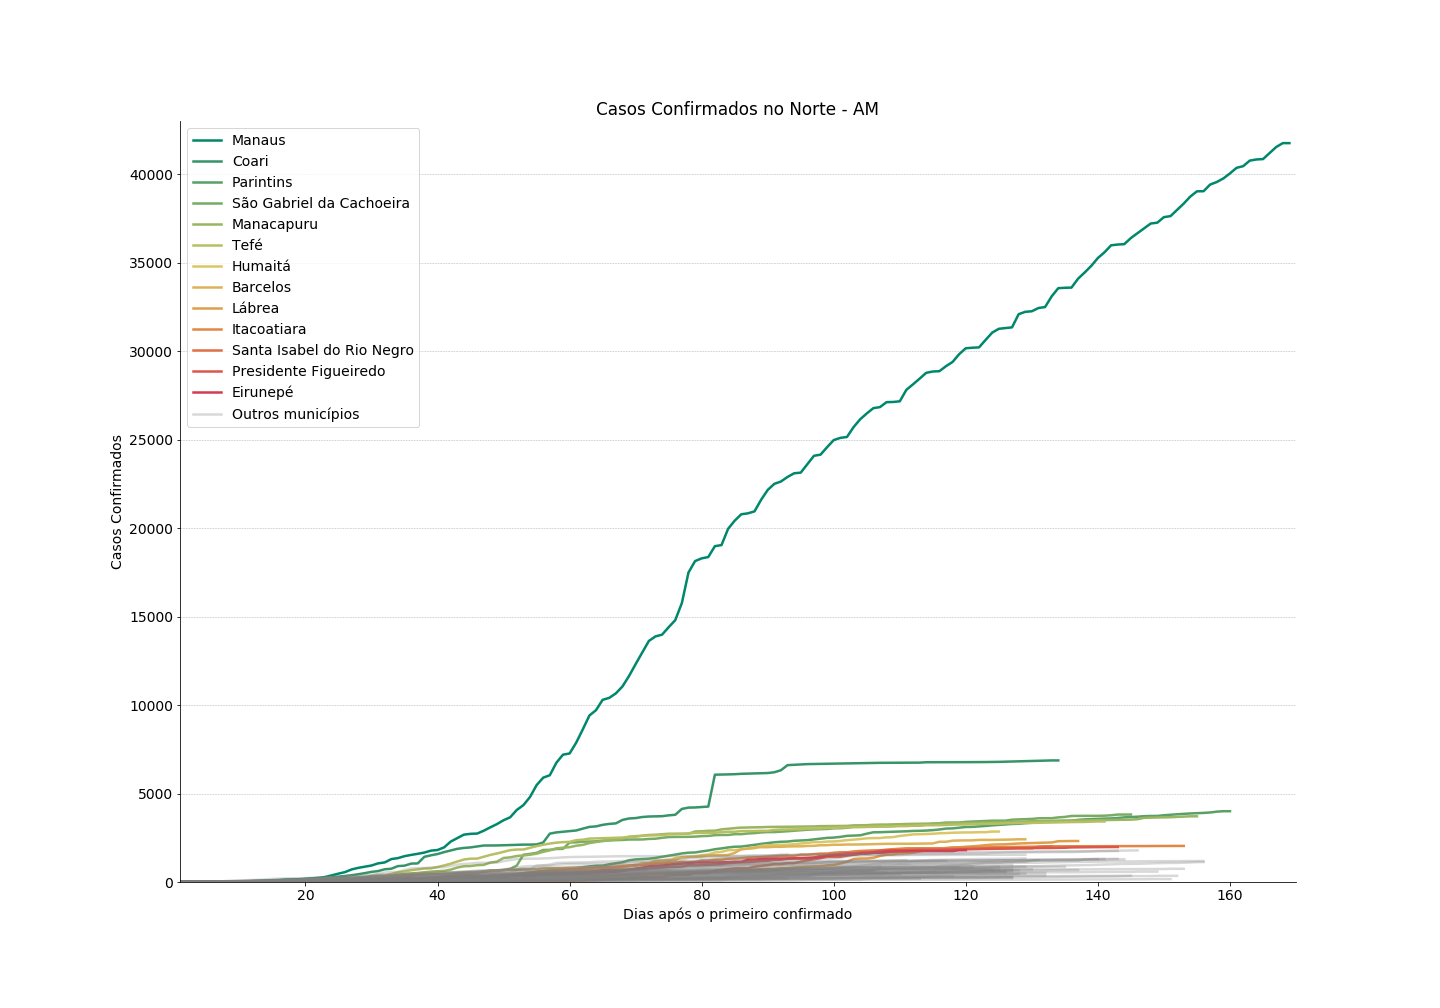 Casos Confirmados no Norte - AM
Manaus
Coari
Parintins
São Gabriel da Cachoeira
Manacapuru
Tefé
Humaitá
Barcelos
Lábrea
Itacoatiara
Santa Isabel do Rio Negro
Presidente Figueiredo
Eirunepé
Outros municípios
40000
35000
30000
25000
20000
15000
10000
5000
0
Casos Confirmados
20 40 60 80 100 120 140 160
Dias após o primeiro confirmado